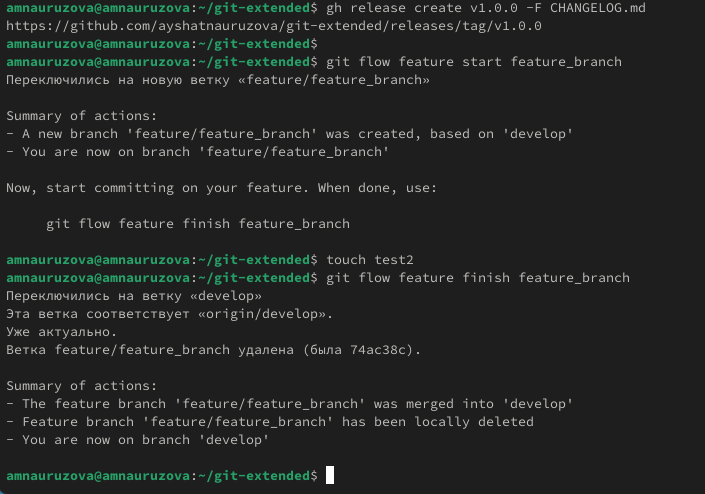 amnauruzova@amnauruzova:~/git-extended$ gh release create v1.0.0 -F CHANGELOG.md
https://github.com/ayshatnauruzova/git-extended/releases/tag/v1.0.0
amnauruzova@amnauruzova:~/git-extended$
amnauruzova@amnauruzova:~/git-extended$ git flow feature start feature_branch
Переключились на новую ветку «feature/feature_branch»
Summary of actions:
- A new branch 'feature/feature_branch' was created, based on 'develop'
- You are now on branch 'feature/feature_branch'
Now, start committing on your feature. When done, use:
git flow feature finish feature_branch
amnauruzova@amnauruzova:~/git-extended$ touch test2
amnauruzova@amnauruzova:~/git-extended$ git flow feature finish feature_branch
Переключились на ветку «develop»
Эта ветка соответствует «origin/develop».
Уже актуально.
Ветка feature/feature_branch удалена (была 74ac38c).
Summary of actions:
- The feature branch 'feature/feature_branch' was merged into 'develop'
- Feature branch 'feature/feature_branch' has been locally deleted
- You are now on branch 'develop'
amnauruzova@amnauruzova:~/git-extended$